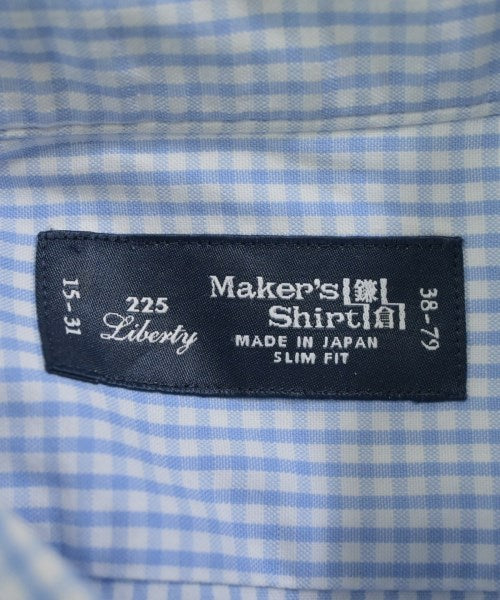 15-31
225
Liberty
Maker's 鎌
Shirt 倉
MADE IN JAPAN
SLIM FIT
38-79